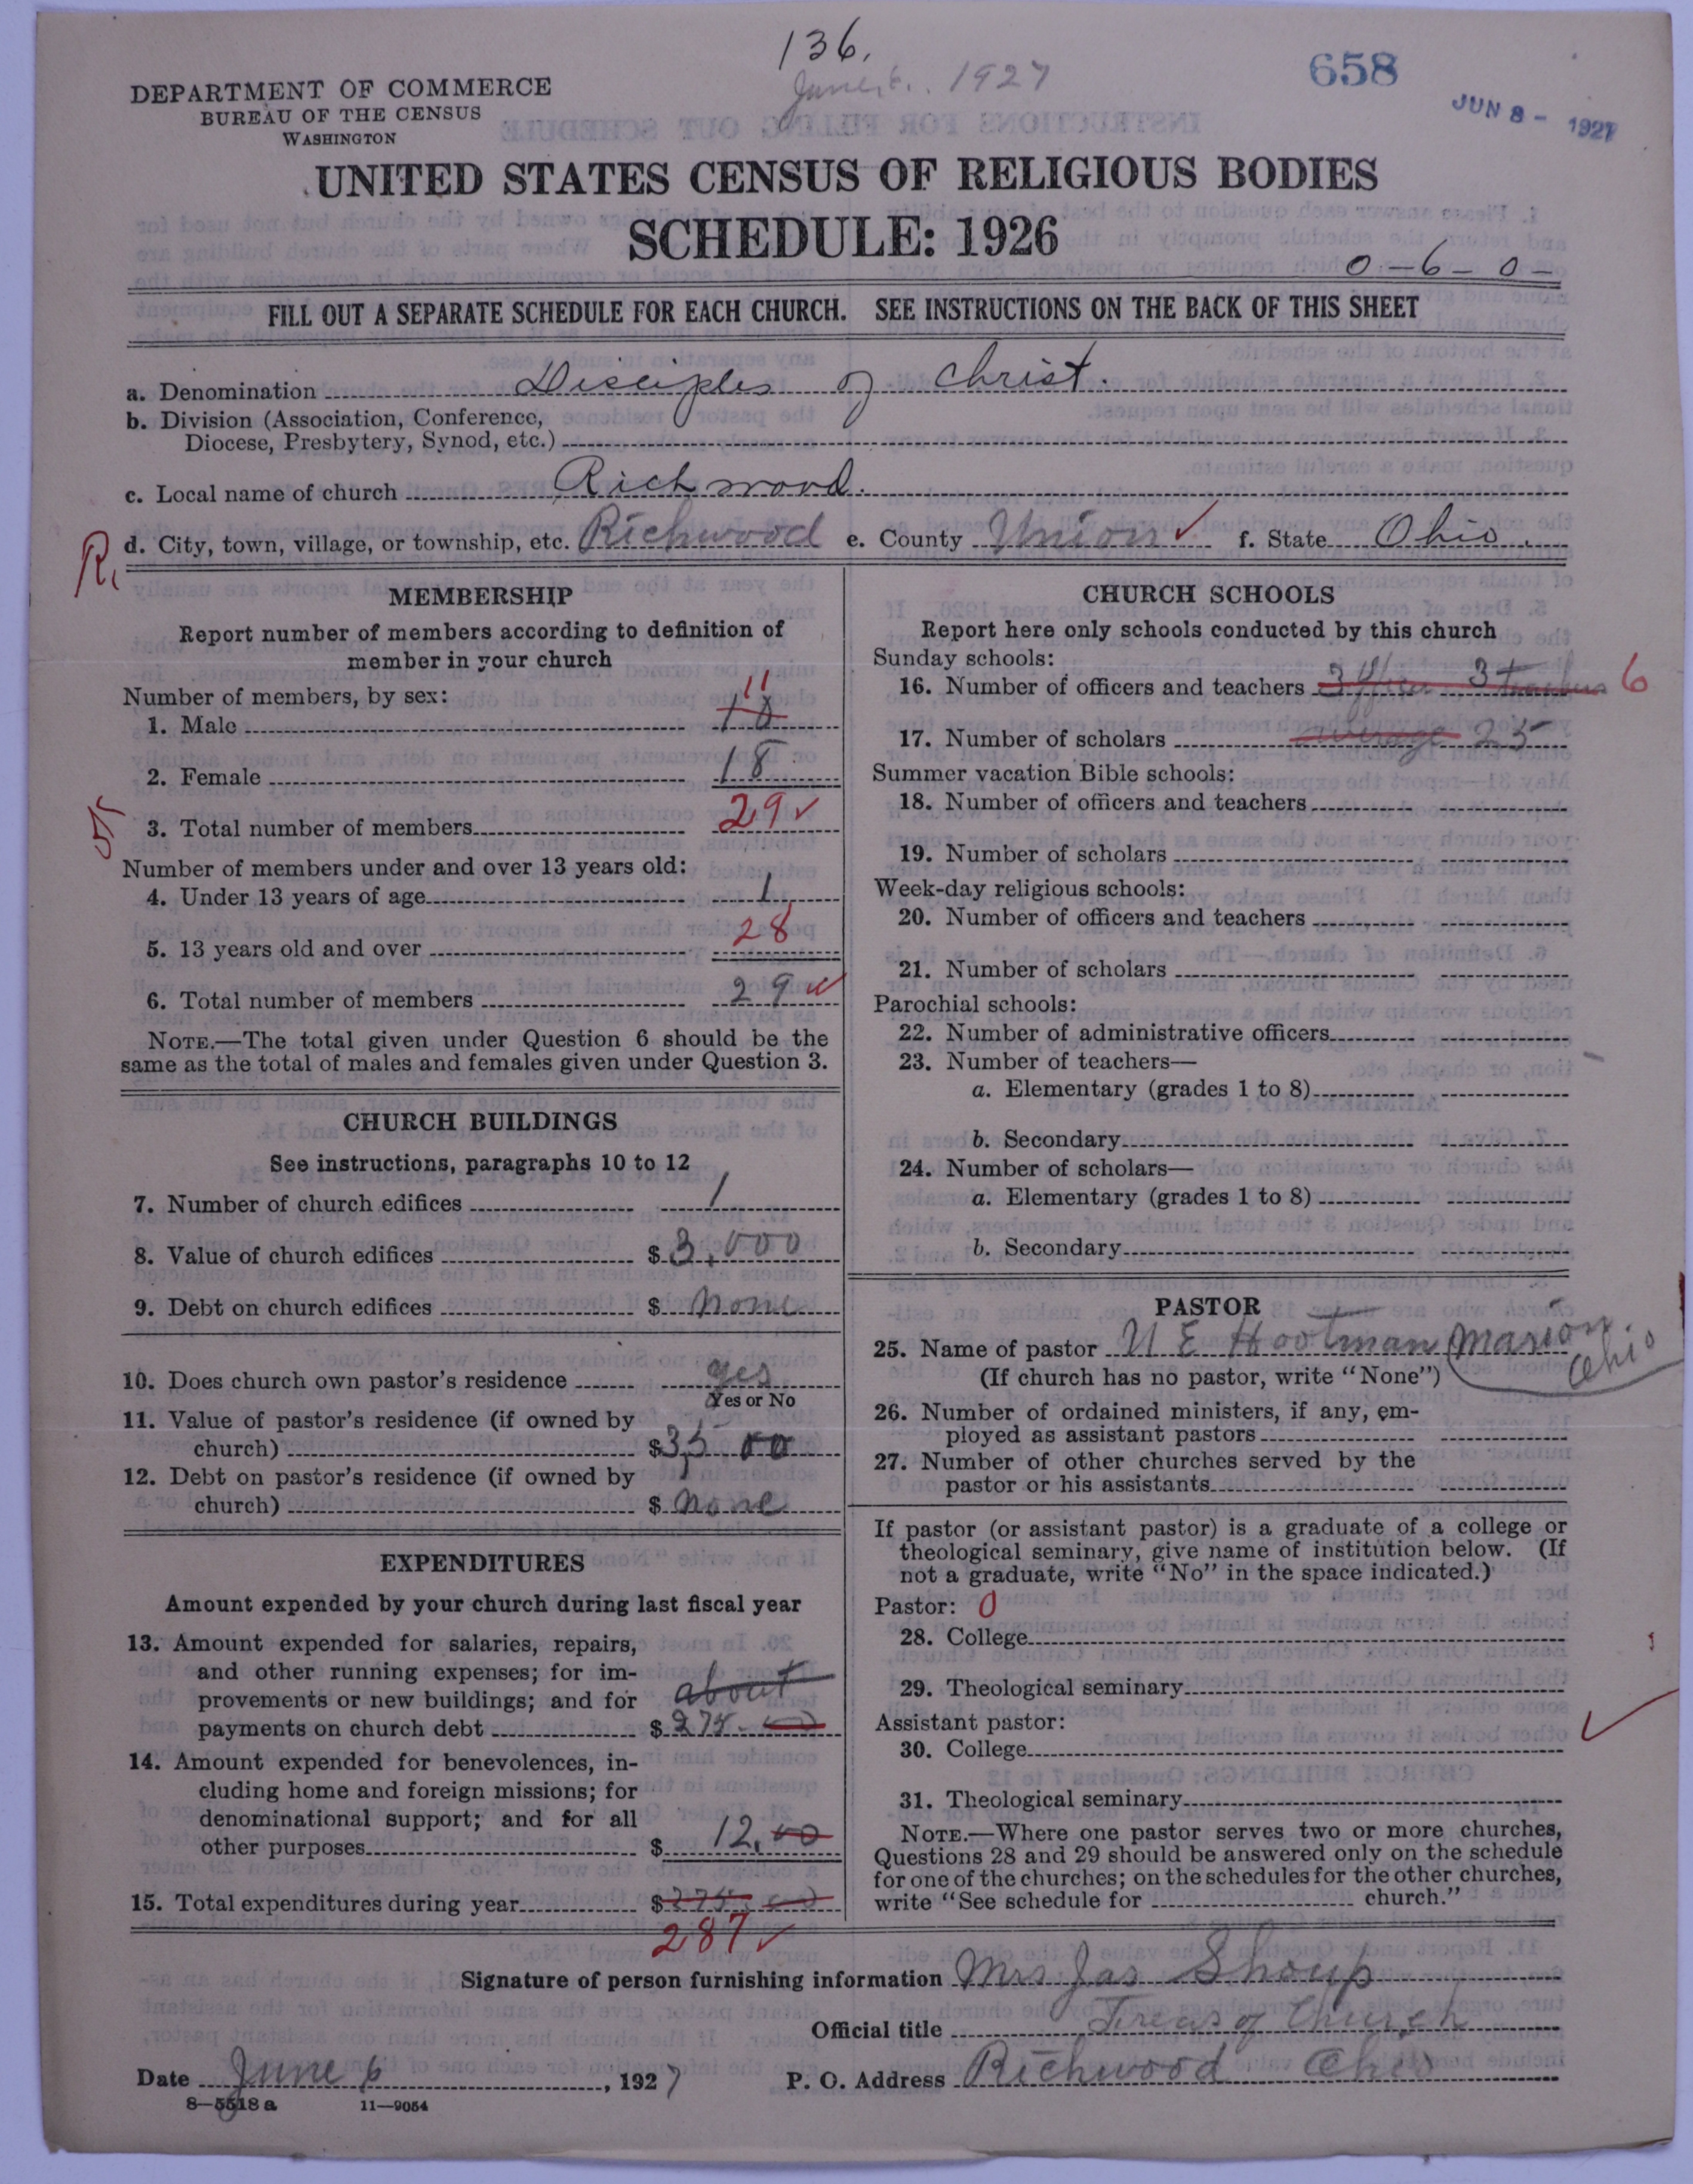 136.
June 6, 1927
658
JUN 8 - 1927
DEPARTMENT OF COMMERCE
BUREAU OF THE CENSUS
WASHINGTON
UNITED STATES CENSUS OF RELIGIOUS BODIES
SCHEDULE: 1926
0-6-0-
FILL OUT A SEPARATE SCHEDULE FOR EACH CHURCH. SEE INSTRUCTIONS ON THE BACK OF THIS SHEET
a. Denomination Disciples of Christ.
b. Division (Association, Conference,
Diocese, Presbytery, Synod, etc.)
c. Local name of church Richwood.
R. d. City, town, village, or township, etc. Richwood e. County Union ✓ f. State Ohio.
MEMBERSHIP
Report number of members according to definition of
member in your church
Number of members, by sex:
11
1. Male 10
2. Female 18
3. Total number of members 29 ✓
Number of members under and over 13 years old:
4. Under 13 years of age 1
5. 13 years old and over 28
6. Total number of members 29 ✓
NOTE.—The total given under Question 6 should be the
same as the total of males and females given under Question 3.
CHURCH BUILDINGS
See instructions, paragraphs 10 to 12
7. Number of church edifices 1
8. Value of church edifices $ 3,000
9. Debt on church edifices $ none
10. Does church own pastor's residence yes
Yes or No
11. Value of pastor's residence (if owned by
church) $ 35 00
12. Debt on pastor's residence (if owned by
church) $ none
EXPENDITURES
Amount expended by your church during last fiscal year
13. Amount expended for salaries, repairs,
and other running expenses; for im-
provements or new buildings; and for about
payments on church debt $ 275.00
14. Amount expended for benevolences, in-
cluding home and foreign missions; for
denominational support; and for all
other purposes $ 12.00
15. Total expenditures during year $ 275.00
287 ✓
CHURCH SCHOOLS
Report here only schools conducted by this church
Sunday schools:
16. Number of officers and teachers 3 officers 3 teachers 6
17. Number of scholars average 25
Summer vacation Bible schools:
18. Number of officers and teachers
19. Number of scholars
Week-day religious schools:
20. Number of officers and teachers
21. Number of scholars
Parochial schools:
22. Number of administrative officers
23. Number of teachers—
a. Elementary (grades 1 to 8)
b. Secondary
24. Number of scholars—
a. Elementary (grades 1 to 8)
b. Secondary
PASTOR
25. Name of pastor U E Hootman Marion.
(If church has no pastor, write "None") Ohio
26. Number of ordained ministers, if any, em-
ployed as assistant pastors
27. Number of other churches served by the
pastor or his assistants
If pastor (or assistant pastor) is a graduate of a college or
theological seminary, give name of institution below. (If
not a graduate, write "No" in the space indicated.)
Pastor: 0
28. College
29. Theological seminary
Assistant pastor:
30. College
31. Theological seminary
NOTE.—Where one pastor serves two or more churches,
Questions 28 and 29 should be answered only on the schedule
for one of the churches; on the schedules for the other churches,
write "See schedule for church."
Signature of person furnishing information Mrs Jas Shoup
Official title Treas of Church
Date June 6, 1927 P. O. Address Richwood Ohio
8—5518 a 11—9054